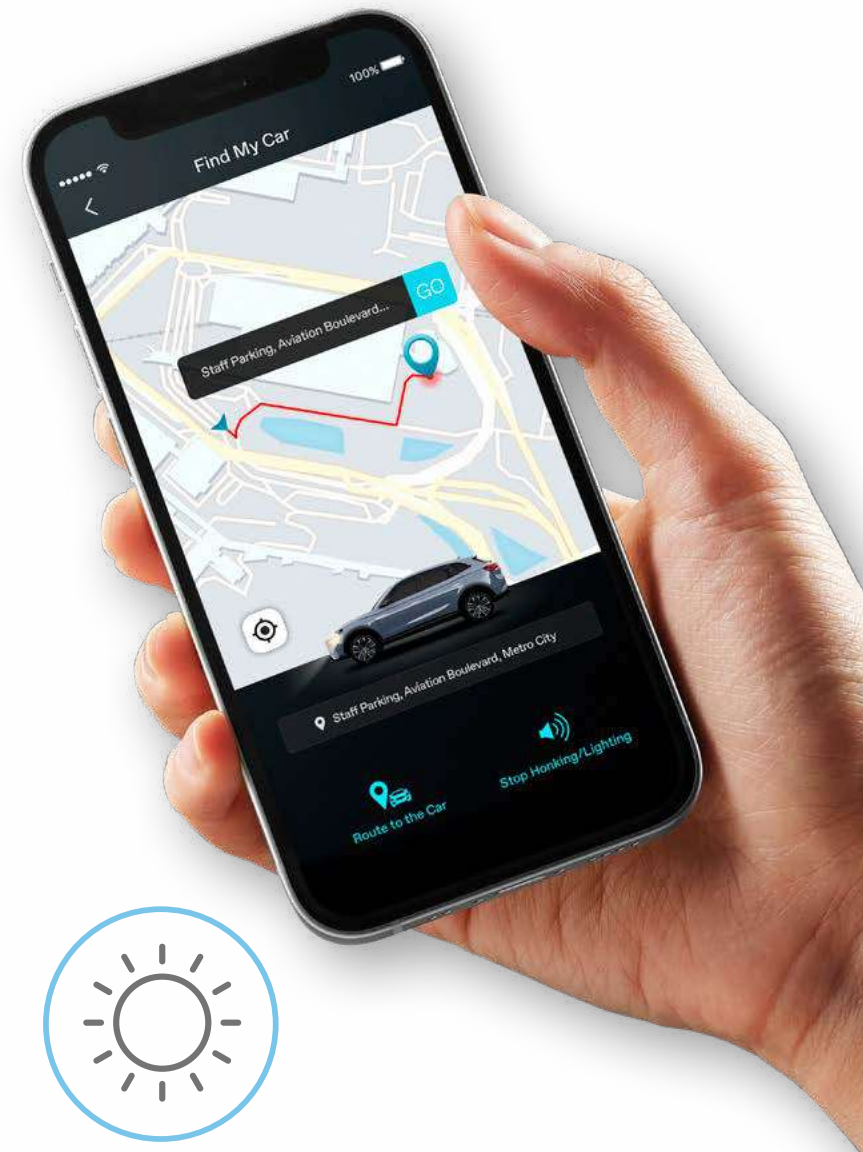 100%
Find My Car
Staff Parking, Aviation Boulevard...
GO
Staff Parking, Aviation Boulevard, Metro City
Stop Honking/Lighting
Route to the Car